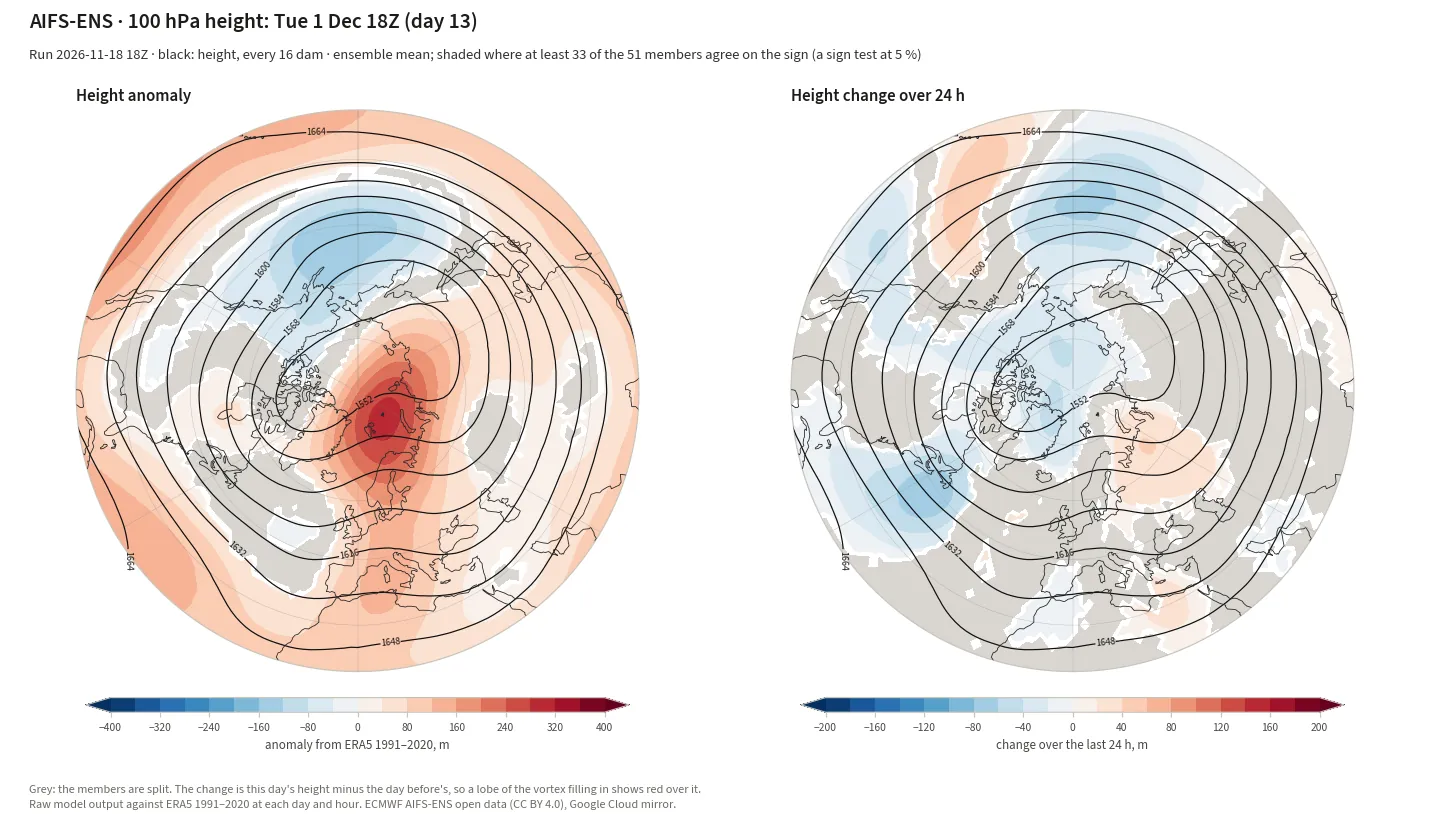 AIFS-ENS · 100 hPa height: Tue 1 Dec 18Z (day 13)
Run 2026-11-18 18Z · black: height, every 16 dam · ensemble mean; shaded where at least 33 of the 51 members agree on the sign (a sign test at 5 %)
Height anomaly
Height change over 24 h
1664
1600
1584
1568
1552
1632
1616
1664
1648
1664
1600
1584
1568
1552
1632
1616
1664
1648
−400 −320 −240 −160 −80 0 80 160 240 320 400
anomaly from ERA5 1991–2020, m
−200 −160 −120 −80 −40 0 40 80 120 160 200
change over the last 24 h, m
Grey: the members are split. The change is this day's height minus the day before's, so a lobe of the vortex filling in shows red over it.
Raw model output against ERA5 1991–2020 at each day and hour. ECMWF AIFS-ENS open data (CC BY 4.0), Google Cloud mirror.